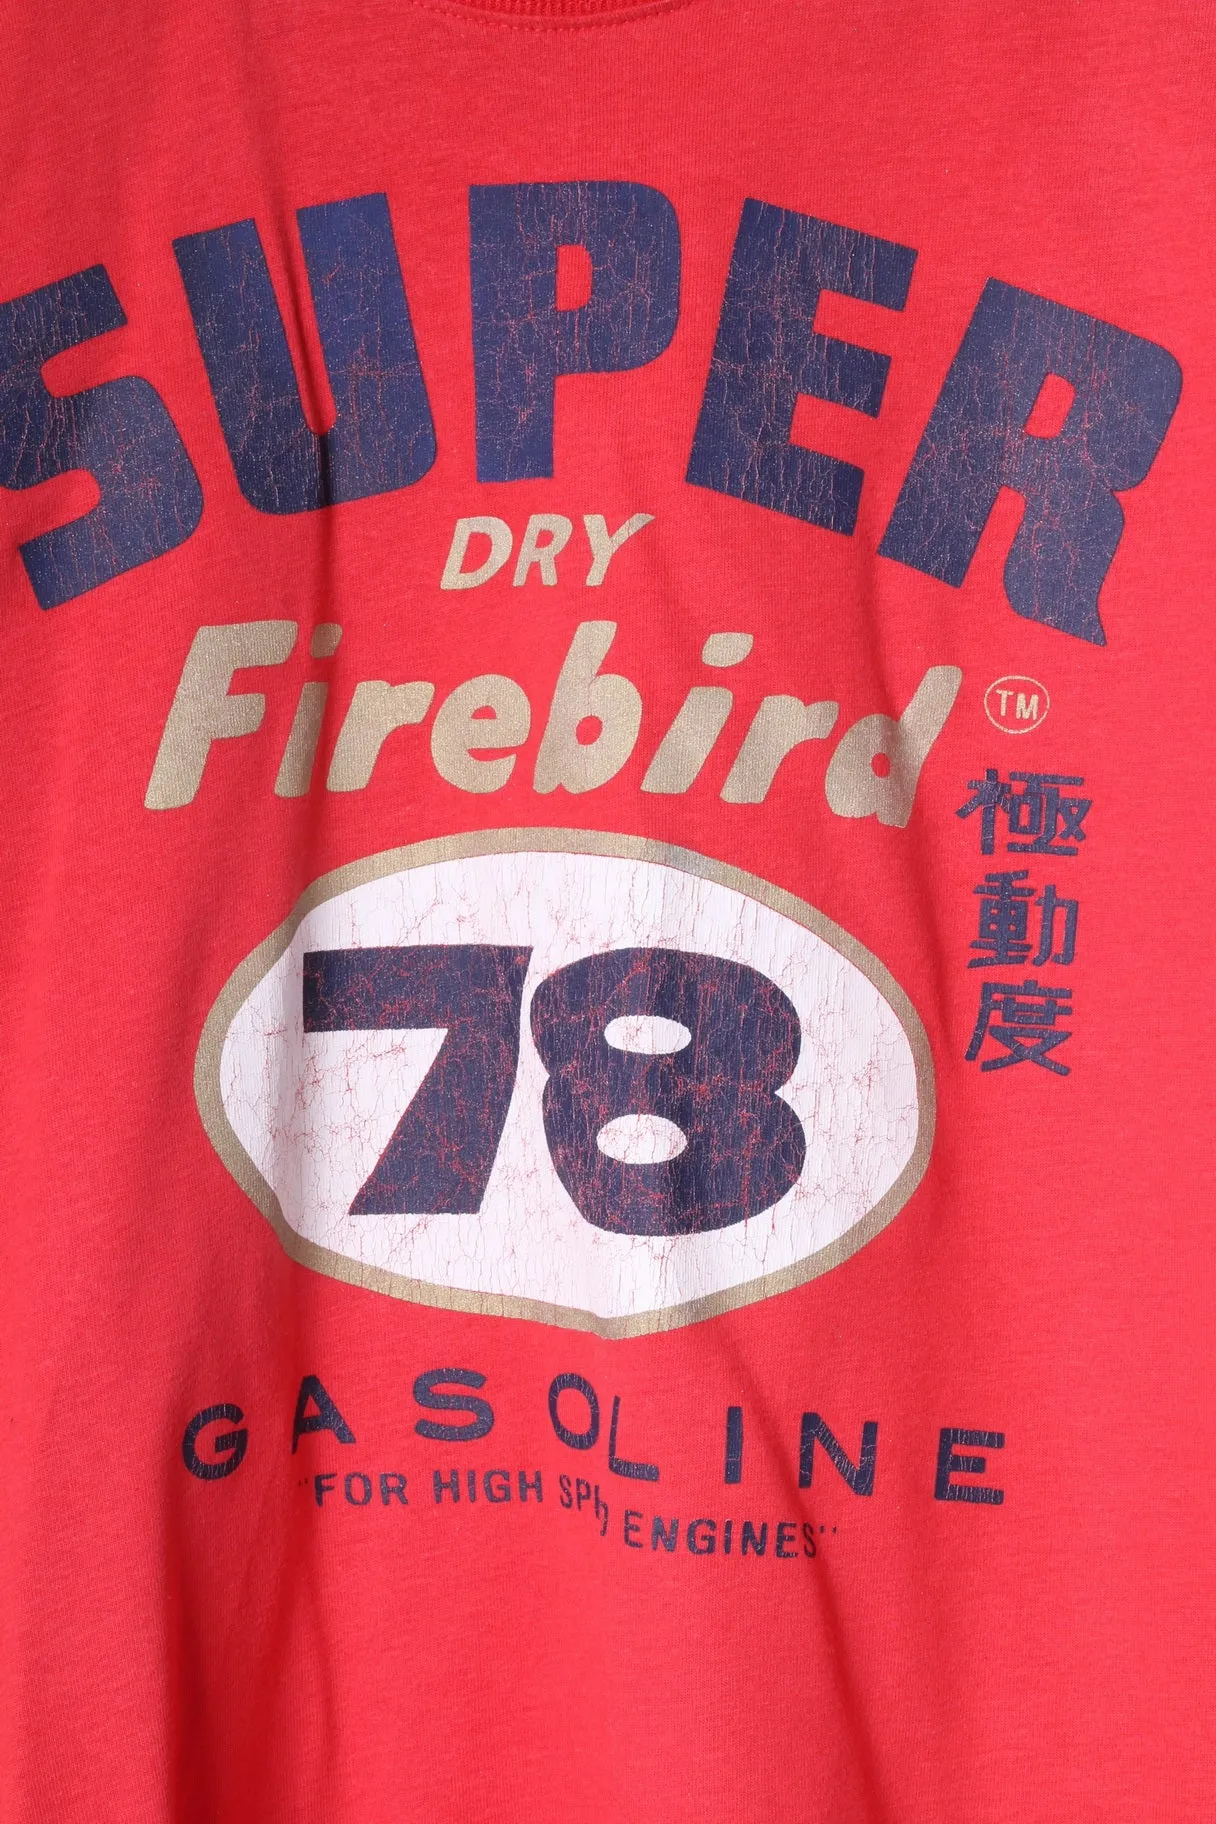 SUPER
DRY
Firebird
TM
極動度
78
GASOLINE
"FOR HIGH ENGINES"